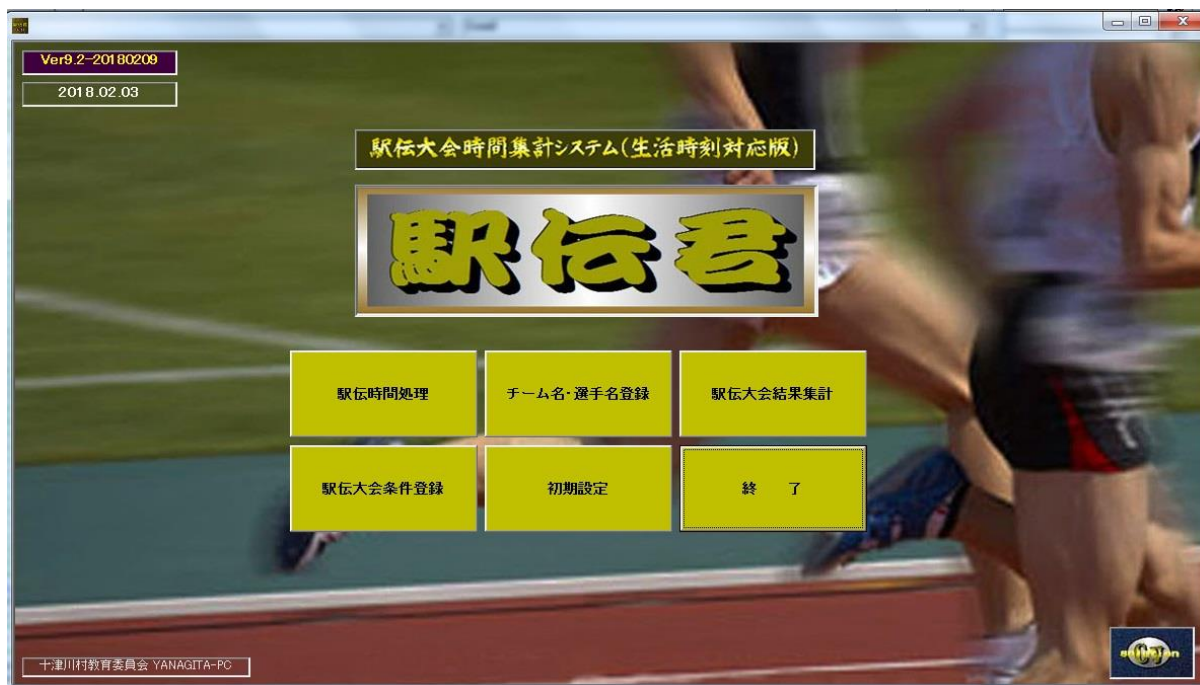 Ver9.2-20180209
2018.02.03
駅伝大会時間集計システム(生活時刻対応版)
駅伝君
駅伝時間処理
チーム名・選手名登録
駅伝大会結果集計
駅伝大会条件登録
初期設定
終 了
十津川村教育委員会 YANAGITA-PC